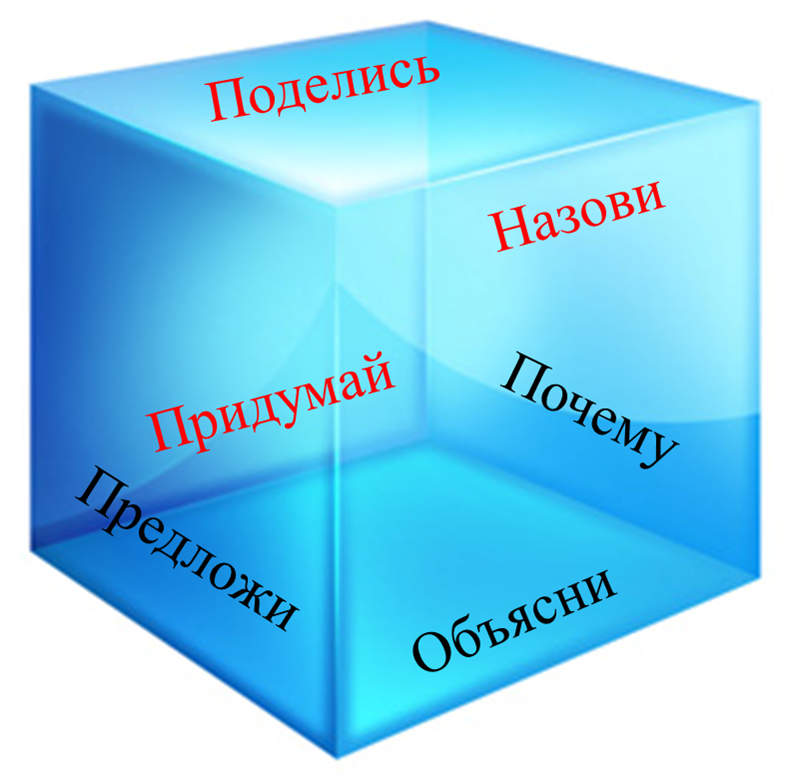 Поделись
Назови
Придумай
Почему
Предложи
Объясни